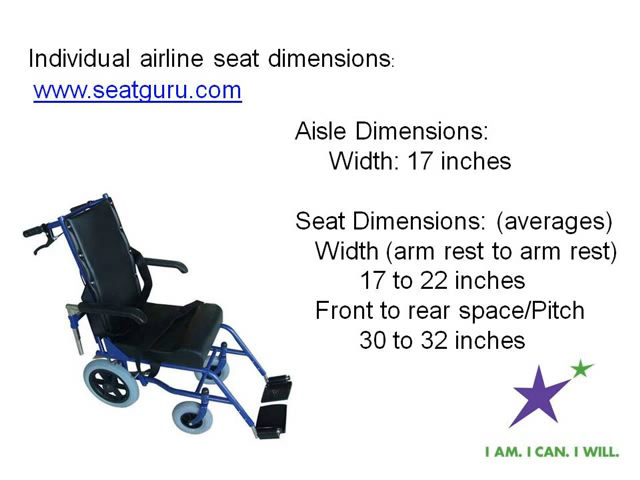 Individual airline seat dimensions:
www.seatguru.com
Aisle Dimensions:
Width: 17 inches
Seat Dimensions: (averages)
Width (arm rest to arm rest)
17 to 22 inches
Front to rear space/Pitch
30 to 32 inches
I AM. I CAN. I WILL.